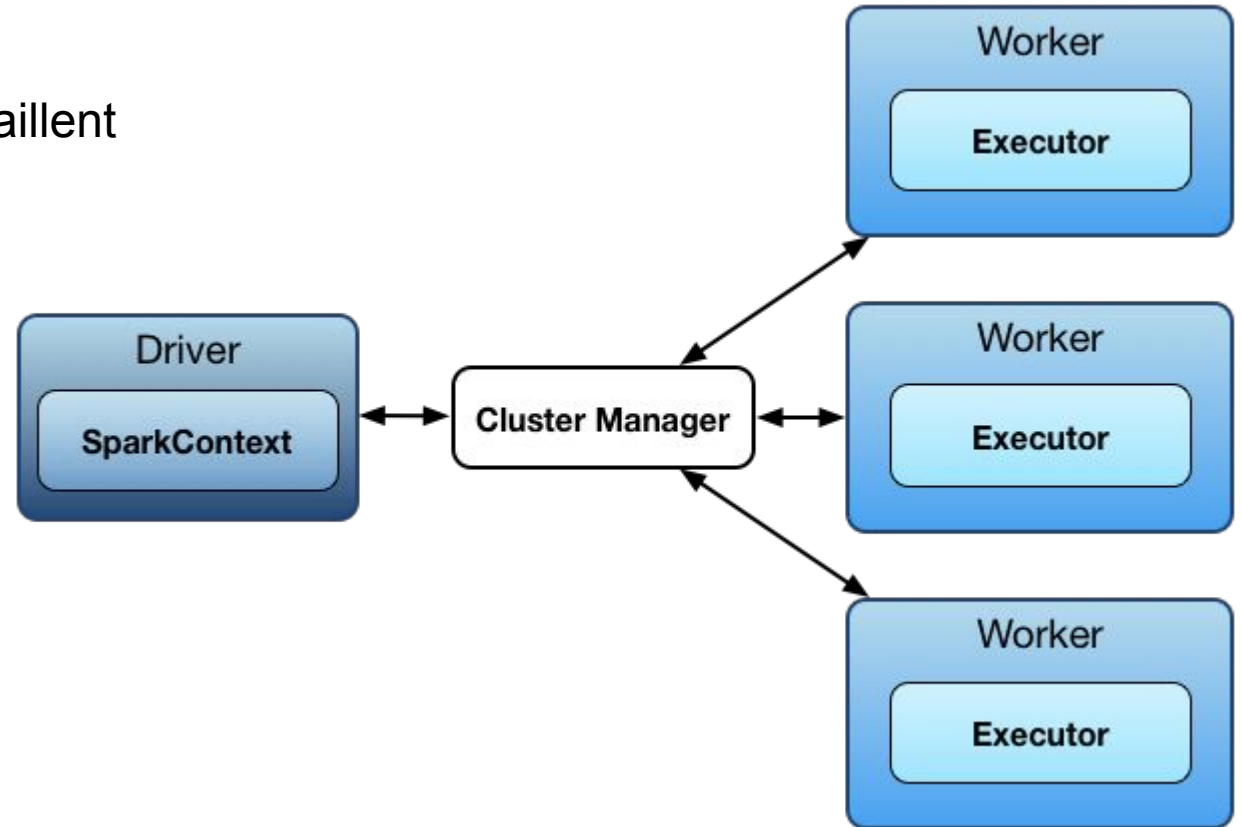 aillent
Worker
Executor
Driver
SparkContext
Cluster Manager
Worker
Executor
Worker
Executor